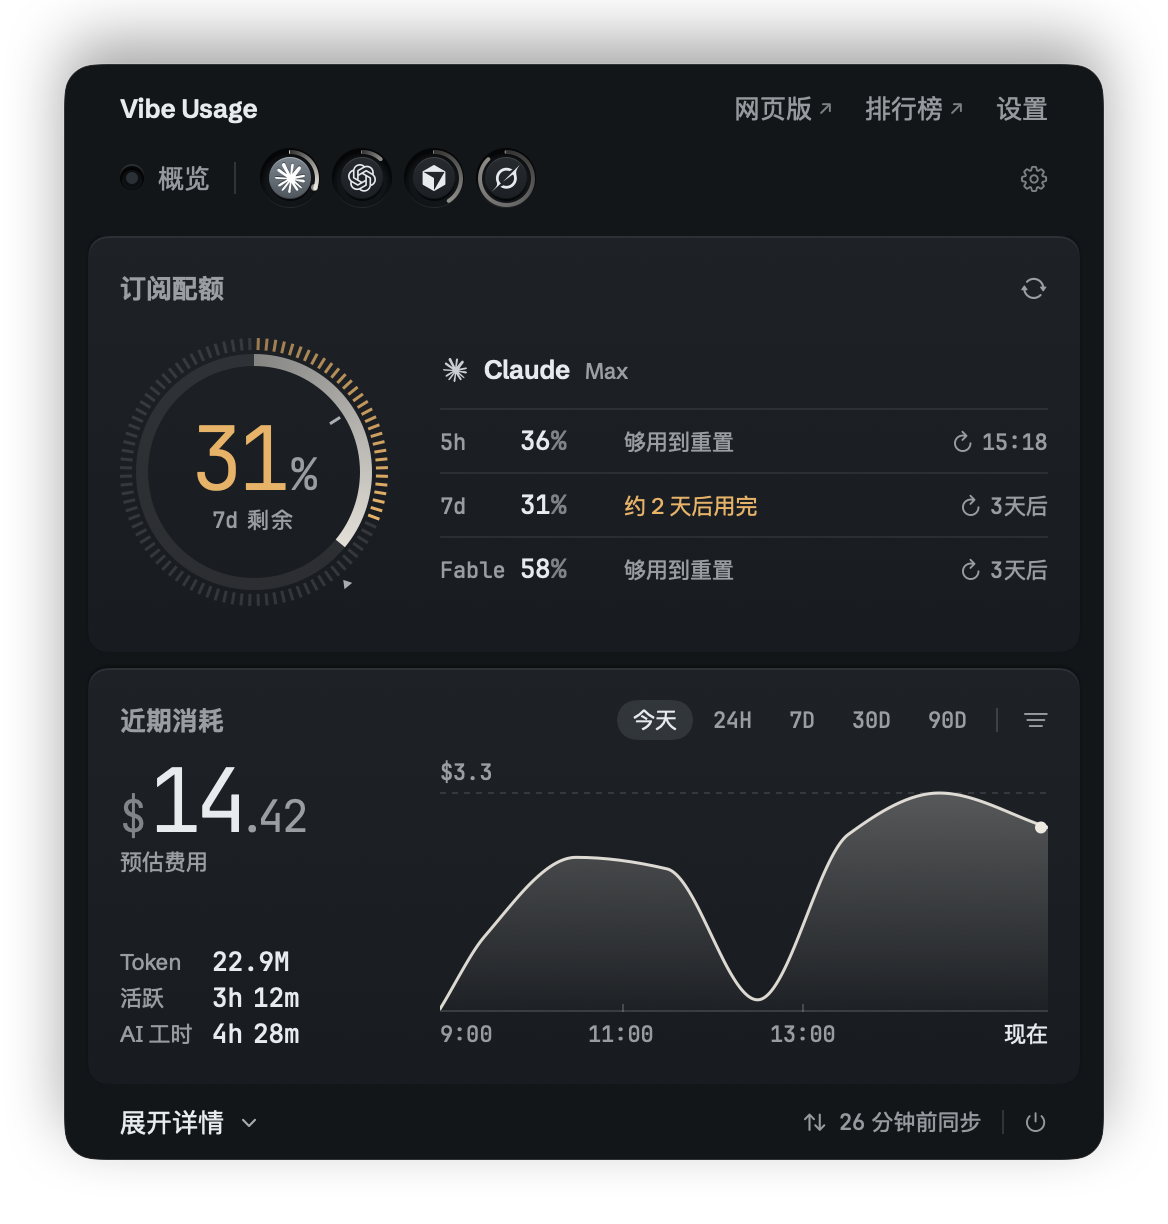 Vibe Usage
网页版 排行榜 设置
概览
订阅配额
31%
7d 剩余
Claude Max
5h 36% 够用到重置 15:18
7d 31% 约 2 天后用完 3天后
Fable 58% 够用到重置 3天后
近期消耗
今天 24H 7D 30D 90D
$14.42
预估费用
Token 22.9M
活跃 3h 12m
AI 工时 4h 28m
$3.3
9:00 11:00 13:00 现在
展开详情
26 分钟前同步